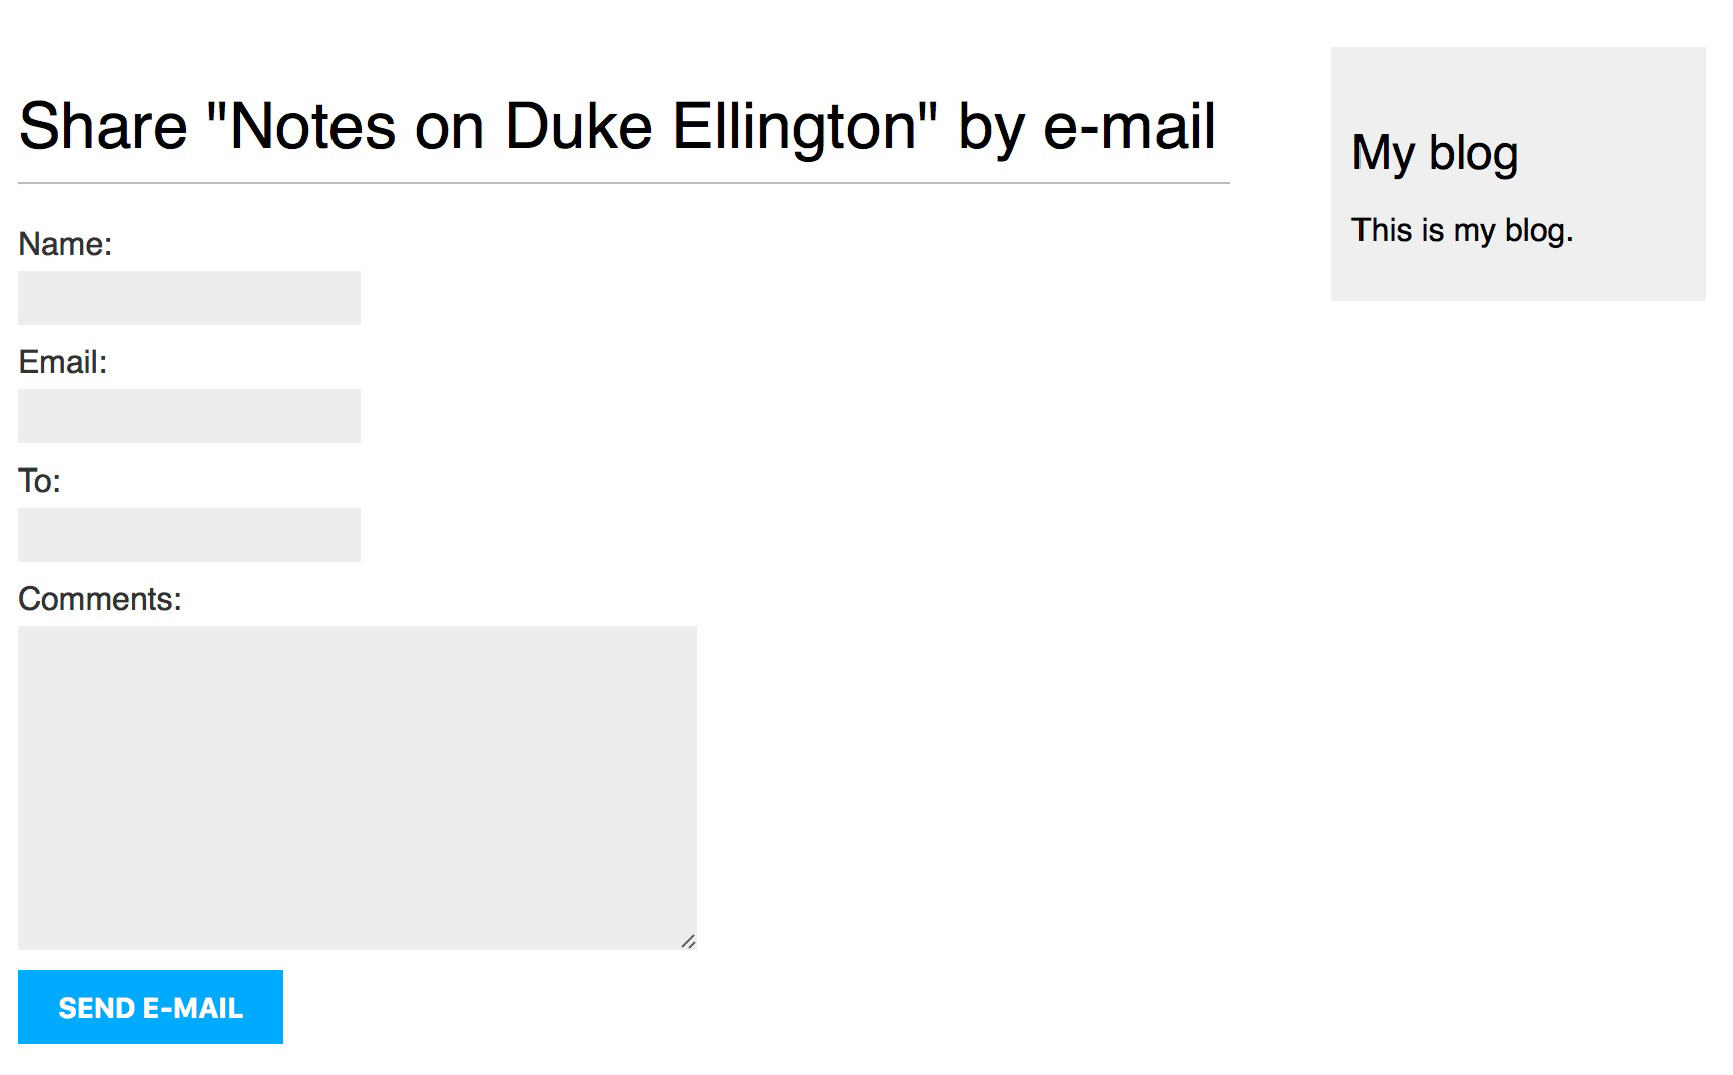 Share "Notes on Duke Ellington" by e-mail
Name:
Email:
To:
Comments:
SEND E-MAIL
My blog
This is my blog.